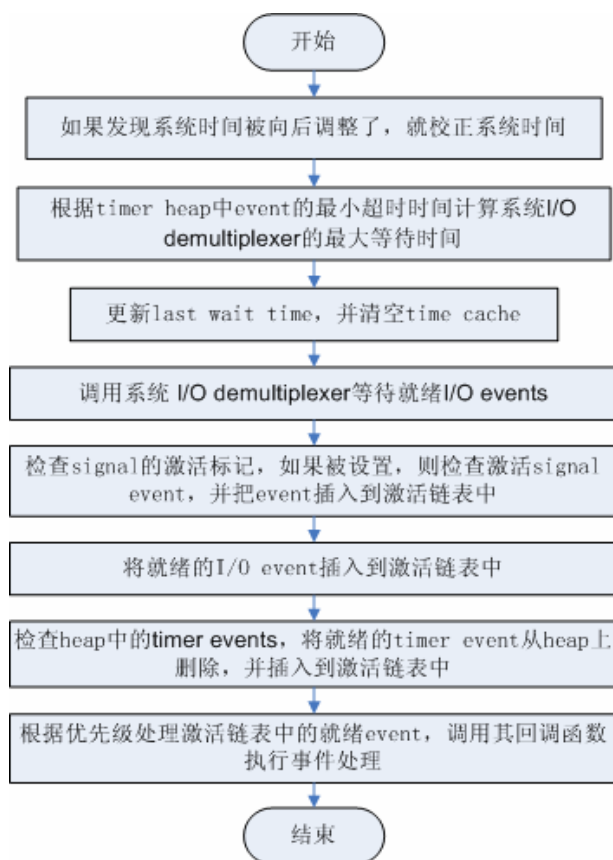 开始
如果发现系统时间被向后调整了，就校正系统时间
根据timer heap中event的最小超时时间计算系统I/O
demultiplexer的最大等待时间
更新last wait time，并清空time cache
调用系统 I/O demultiplexer等待就绪I/O events
检查signal的激活标记，如果被设置，则检查激活signal
event，并把event插入到激活链表中
将就绪的I/O event插入到激活链表中
检查heap中的timer events，将就绪的timer event从heap上
删除，并插入到激活链表中
根据优先级处理激活链表中的就绪event，调用其回调函数
执行事件处理
结束